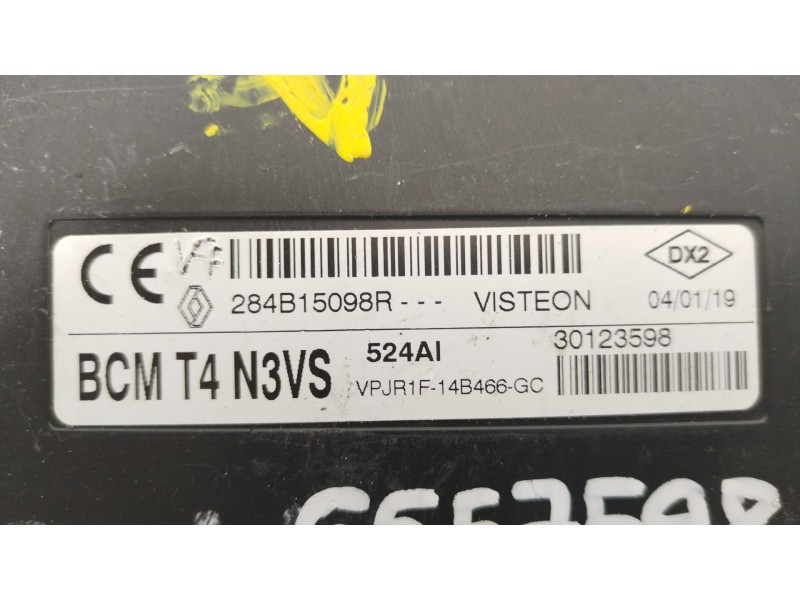 CE
DX2
284B15098R - - - VISTEON 04/01/19
BCM T4 N3VS 524AI 30123598
VPJR1F-14B466-GC